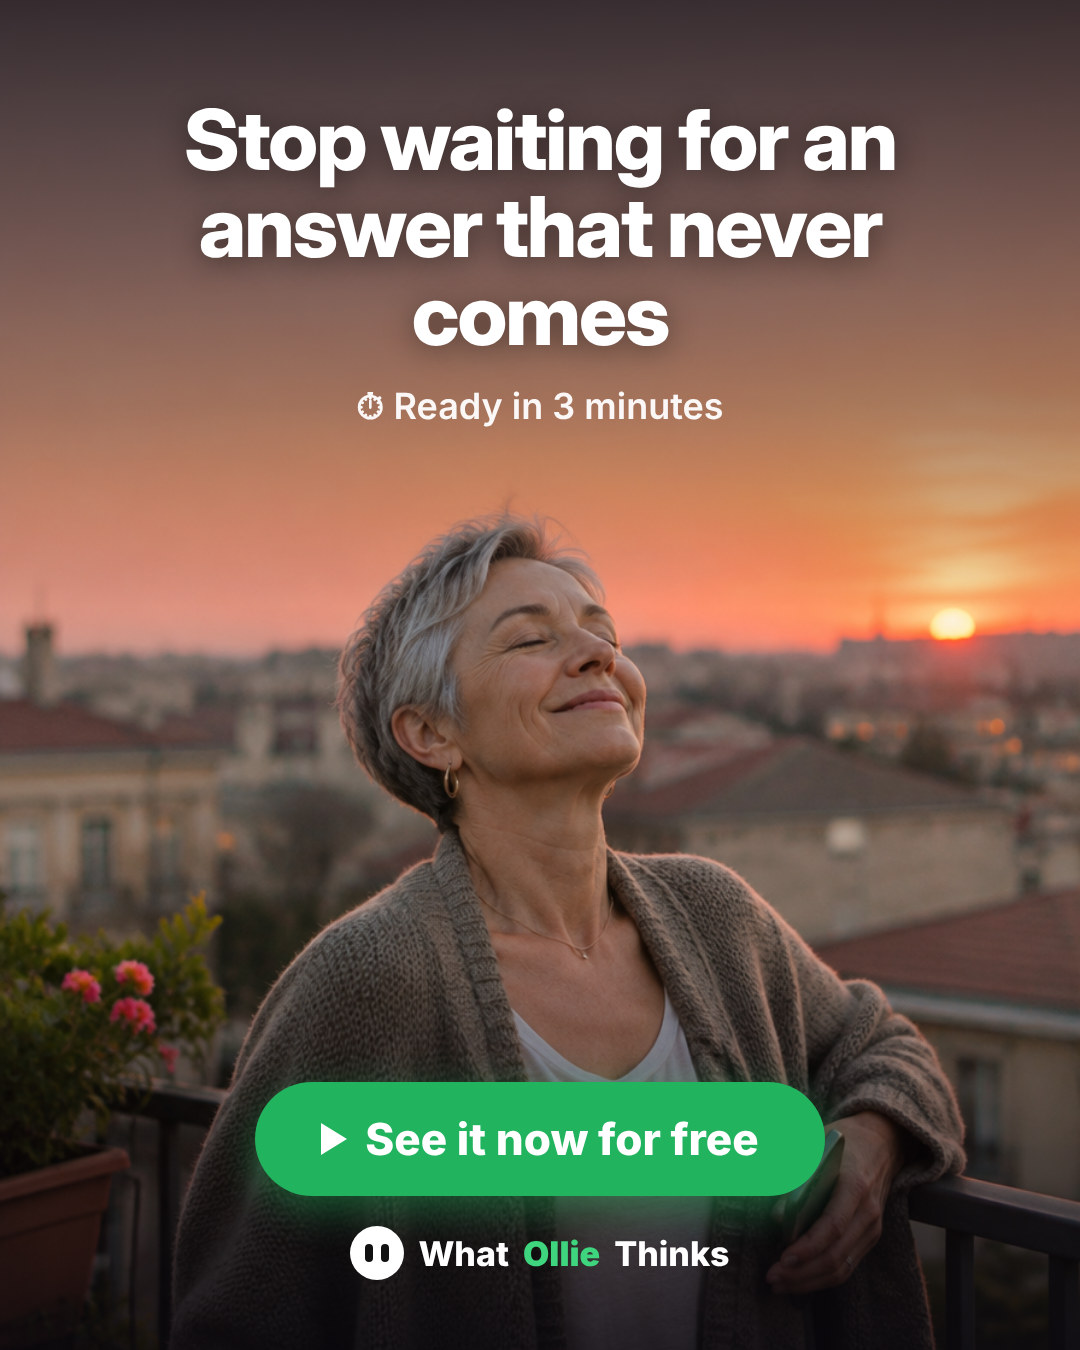 Stop waiting for an
answer that never
comes
⏱ Ready in 3 minutes
▶ See it now for free
What Ollie Thinks